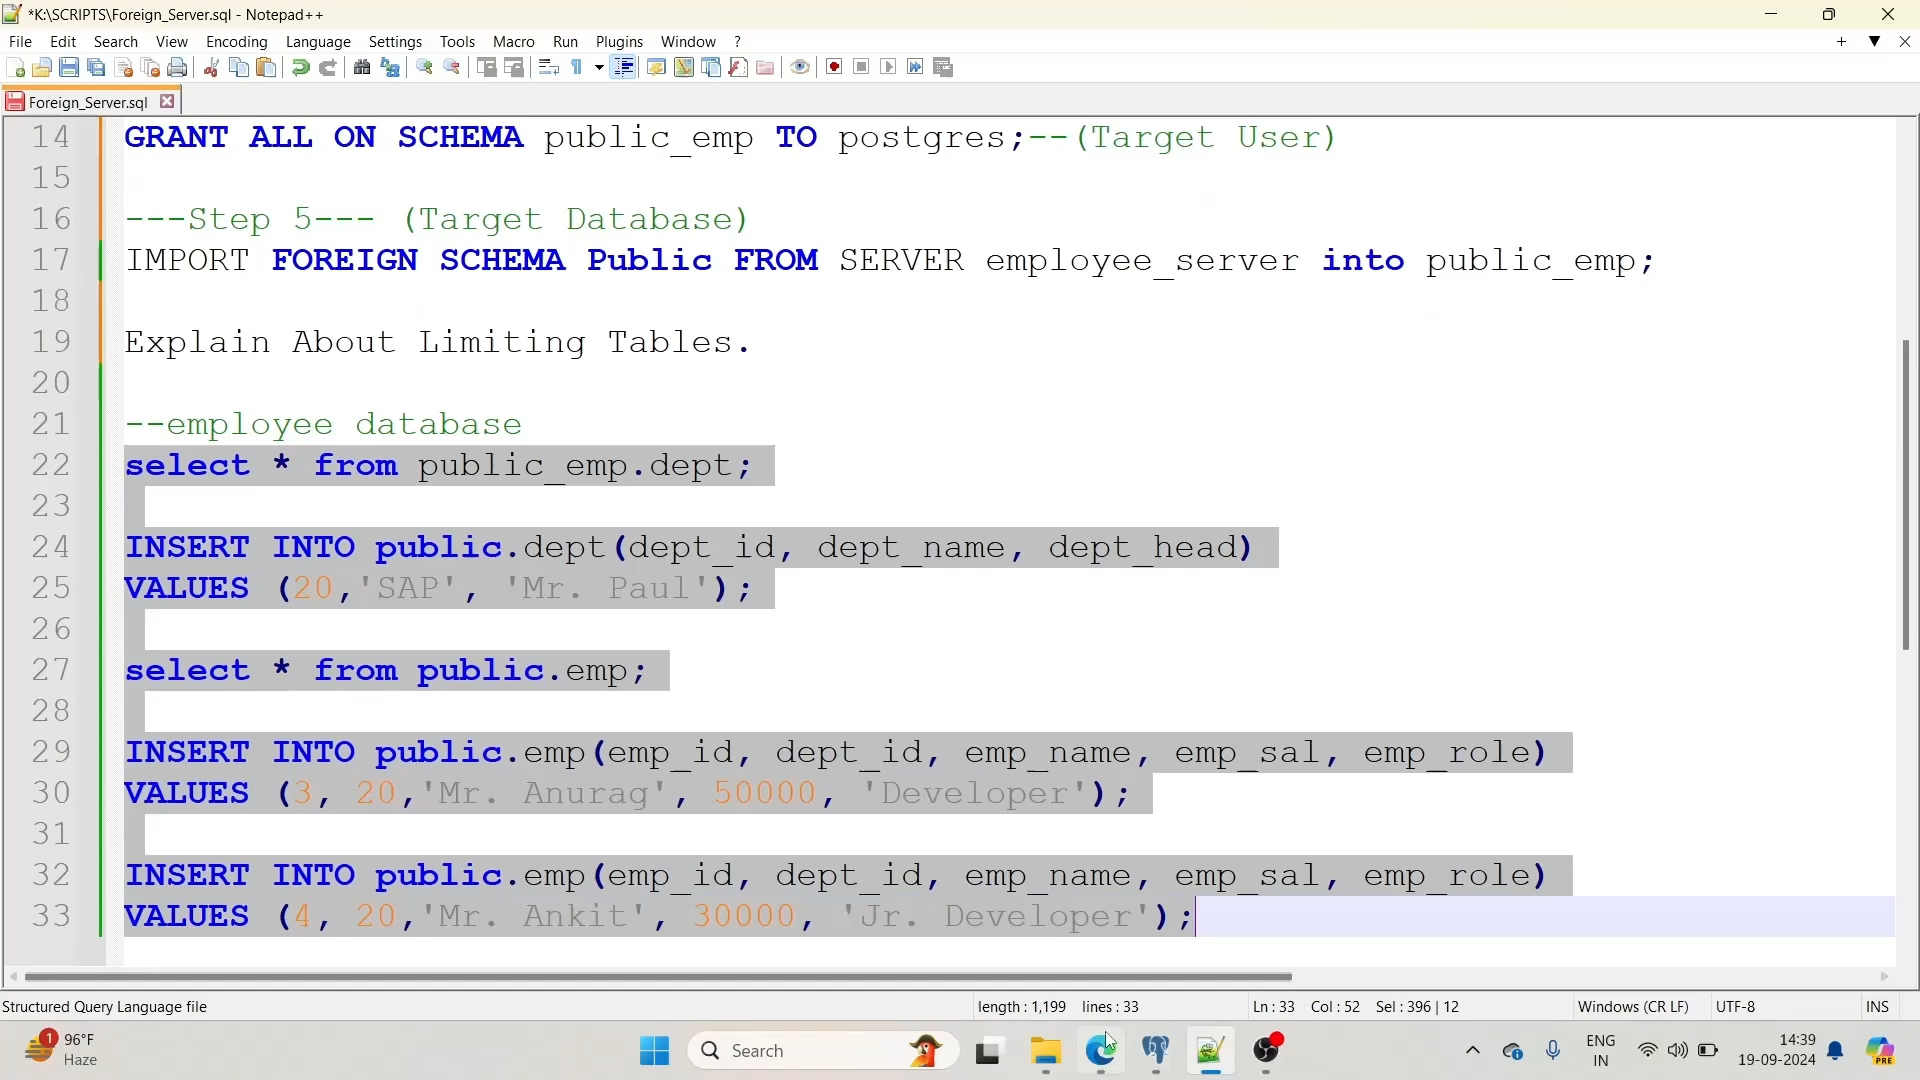 *K:\SCRIPTS\Foreign_Server.sql - Notepad++
File Edit Search View Encoding Language Settings Tools Macro Run Plugins Window ?
Foreign_Server.sql
14 GRANT ALL ON SCHEMA public_emp TO postgres;--(Target User)
15
16 ---Step 5--- (Target Database)
17 IMPORT FOREIGN SCHEMA Public FROM SERVER employee_server into public_emp;
18
19 Explain About Limiting Tables.
20
21 --employee database
22 select * from public_emp.dept;
23
24 INSERT INTO public.dept(dept_id, dept_name, dept_head)
25 VALUES (20,'SAP', 'Mr. Paul');
26
27 select * from public.emp;
28
29 INSERT INTO public.emp(emp_id, dept_id, emp_name, emp_sal, emp_role)
30 VALUES (3, 20,'Mr. Anurag', 50000, 'Developer');
31
32 INSERT INTO public.emp(emp_id, dept_id, emp_name, emp_sal, emp_role)
33 VALUES (4, 20,'Mr. Ankit', 30000, 'Jr. Developer');
Structured Query Language file length : 1,199 lines : 33 Ln : 33 Col : 52 Sel : 396 | 12 Windows (CR LF) UTF-8 INS
1 96°F
Haze
Search
ENG
IN
14:39
19-09-2024
PRE